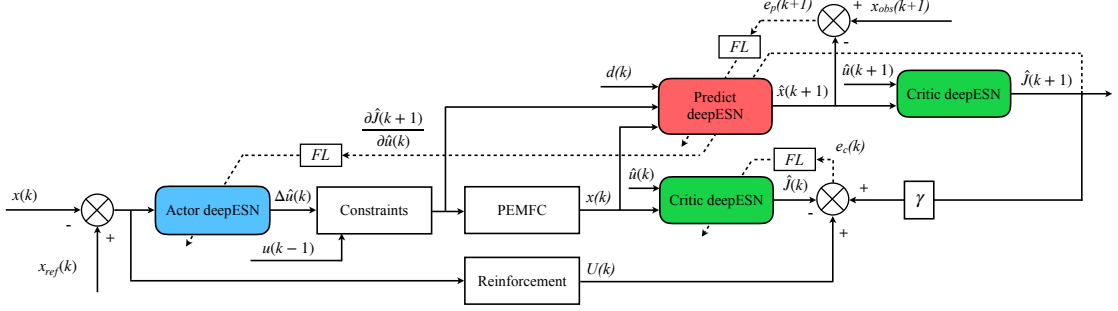 e_p(k+1)
+
x_obs(k+1)
-
FL
d(k)
Predict
deepESN
x̂(k + 1)
û(k + 1)
Critic deepESN
Ĵ(k + 1)
∂Ĵ(k + 1)
∂û(k)
FL
x(k)
-
+
x_ref(k)
Actor deepESN
Δû(k)
u(k − 1)
Constraints
PEMFC
x(k)
û(k)
Critic deepESN
FL
e_c(k)
Ĵ(k)
-
+
+
γ
Reinforcement
U(k)